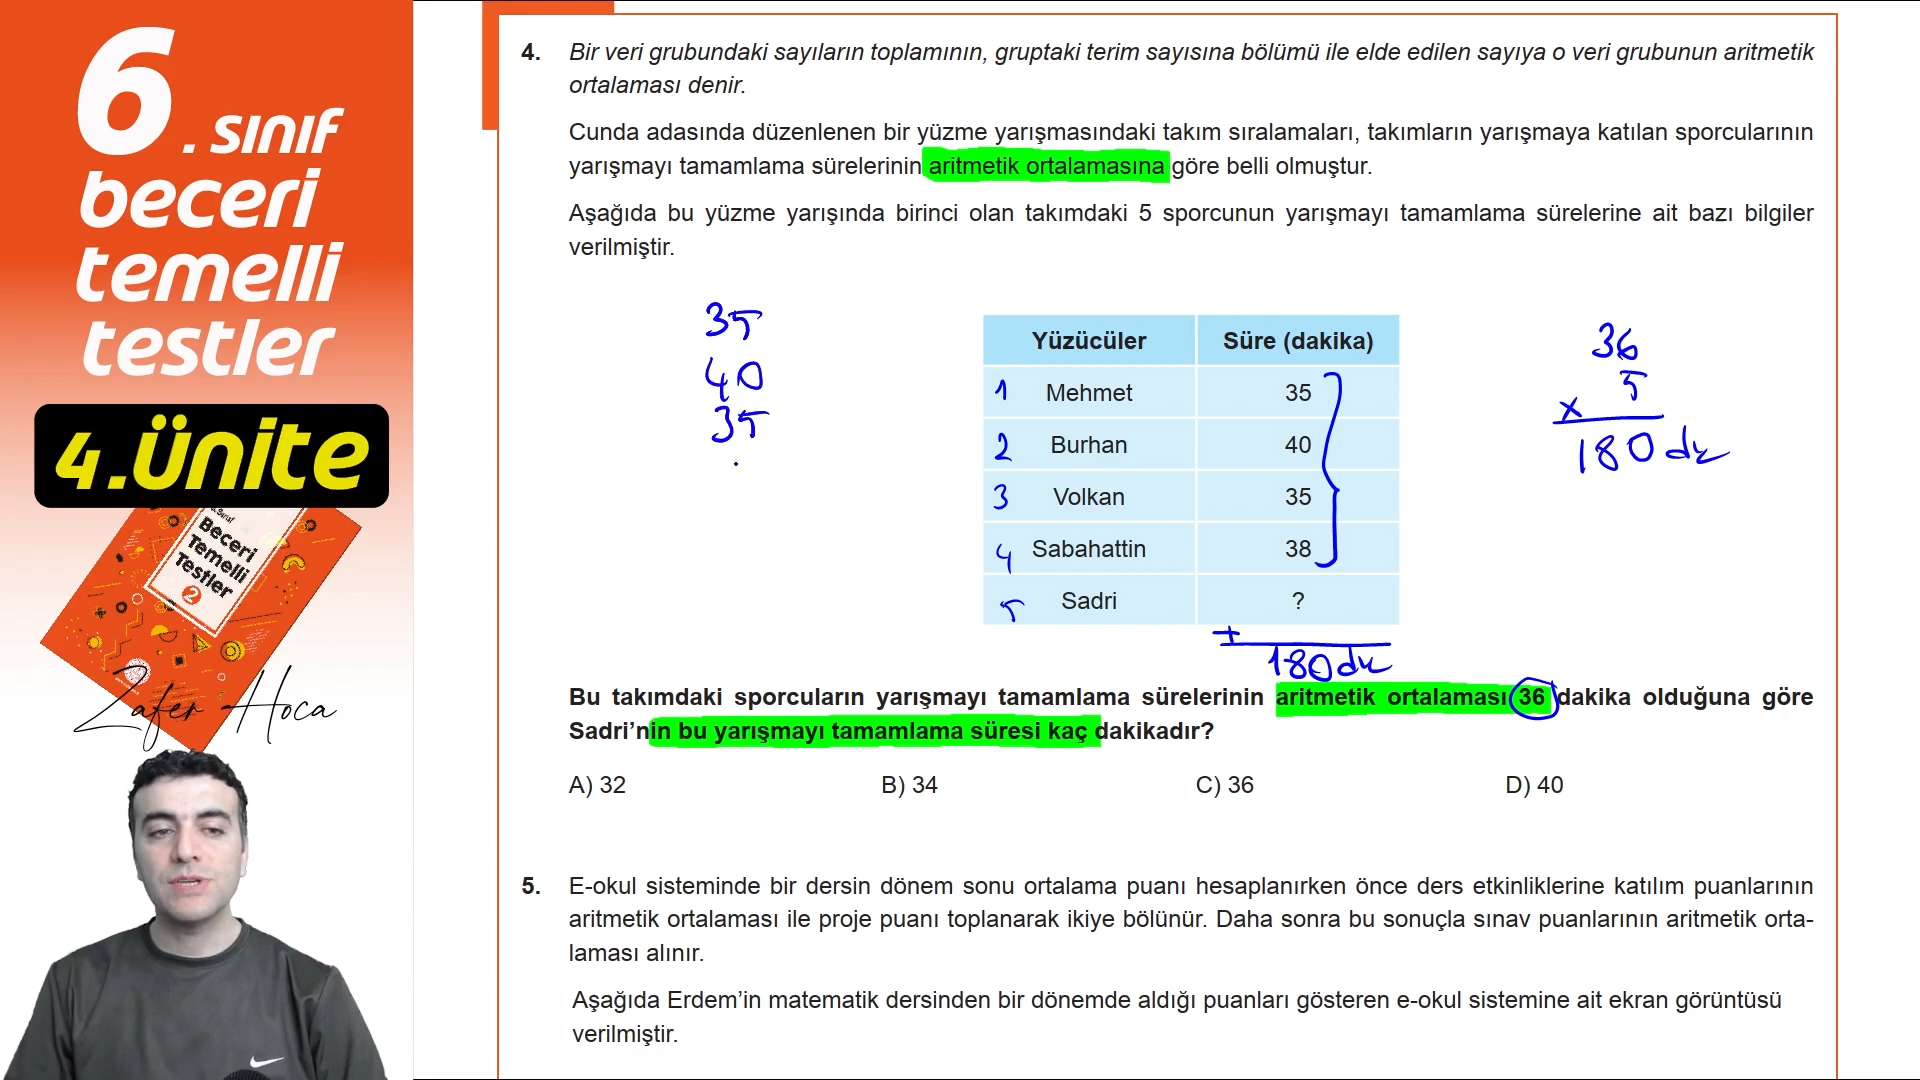 6. sınıf
beceri
temelli
testler
4.ünite
Beceri
Temelli
Testler
2
Zafer Hoca
4. Bir veri grubundaki sayıların toplamının, gruptaki terim sayısına bölümü ile elde edilen sayıya o veri grubunun aritmetik
ortalaması denir.
Cunda adasında düzenlenen bir yüzme yarışmasındaki takım sıralamaları, takımların yarışmaya katılan sporcularının
yarışmayı tamamlama sürelerinin aritmetik ortalamasına göre belli olmuştur.
Aşağıda bu yüzme yarışında birinci olan takımdaki 5 sporcunun yarışmayı tamamlama sürelerine ait bazı bilgiler
verilmiştir.
35
40
35
Yüzücüler Süre (dakika)
1 Mehmet 35
2 Burhan 40
3 Volkan 35
4 Sabahattin 38
5 Sadri ?
+
180 dk
36
5
x
180 dk
Bu takımdaki sporcuların yarışmayı tamamlama sürelerinin aritmetik ortalaması 36 dakika olduğuna göre
Sadri’nin bu yarışmayı tamamlama süresi kaç dakikadır?
A) 32 B) 34 C) 36 D) 40
5. E-okul sisteminde bir dersin dönem sonu ortalama puanı hesaplanırken önce ders etkinliklerine katılım puanlarının
aritmetik ortalaması ile proje puanı toplanarak ikiye bölünür. Daha sonra bu sonuçla sınav puanlarının aritmetik orta-
laması alınır.
Aşağıda Erdem’in matematik dersinden bir dönemde aldığı puanları gösteren e-okul sistemine ait ekran görüntüsü
verilmiştir.